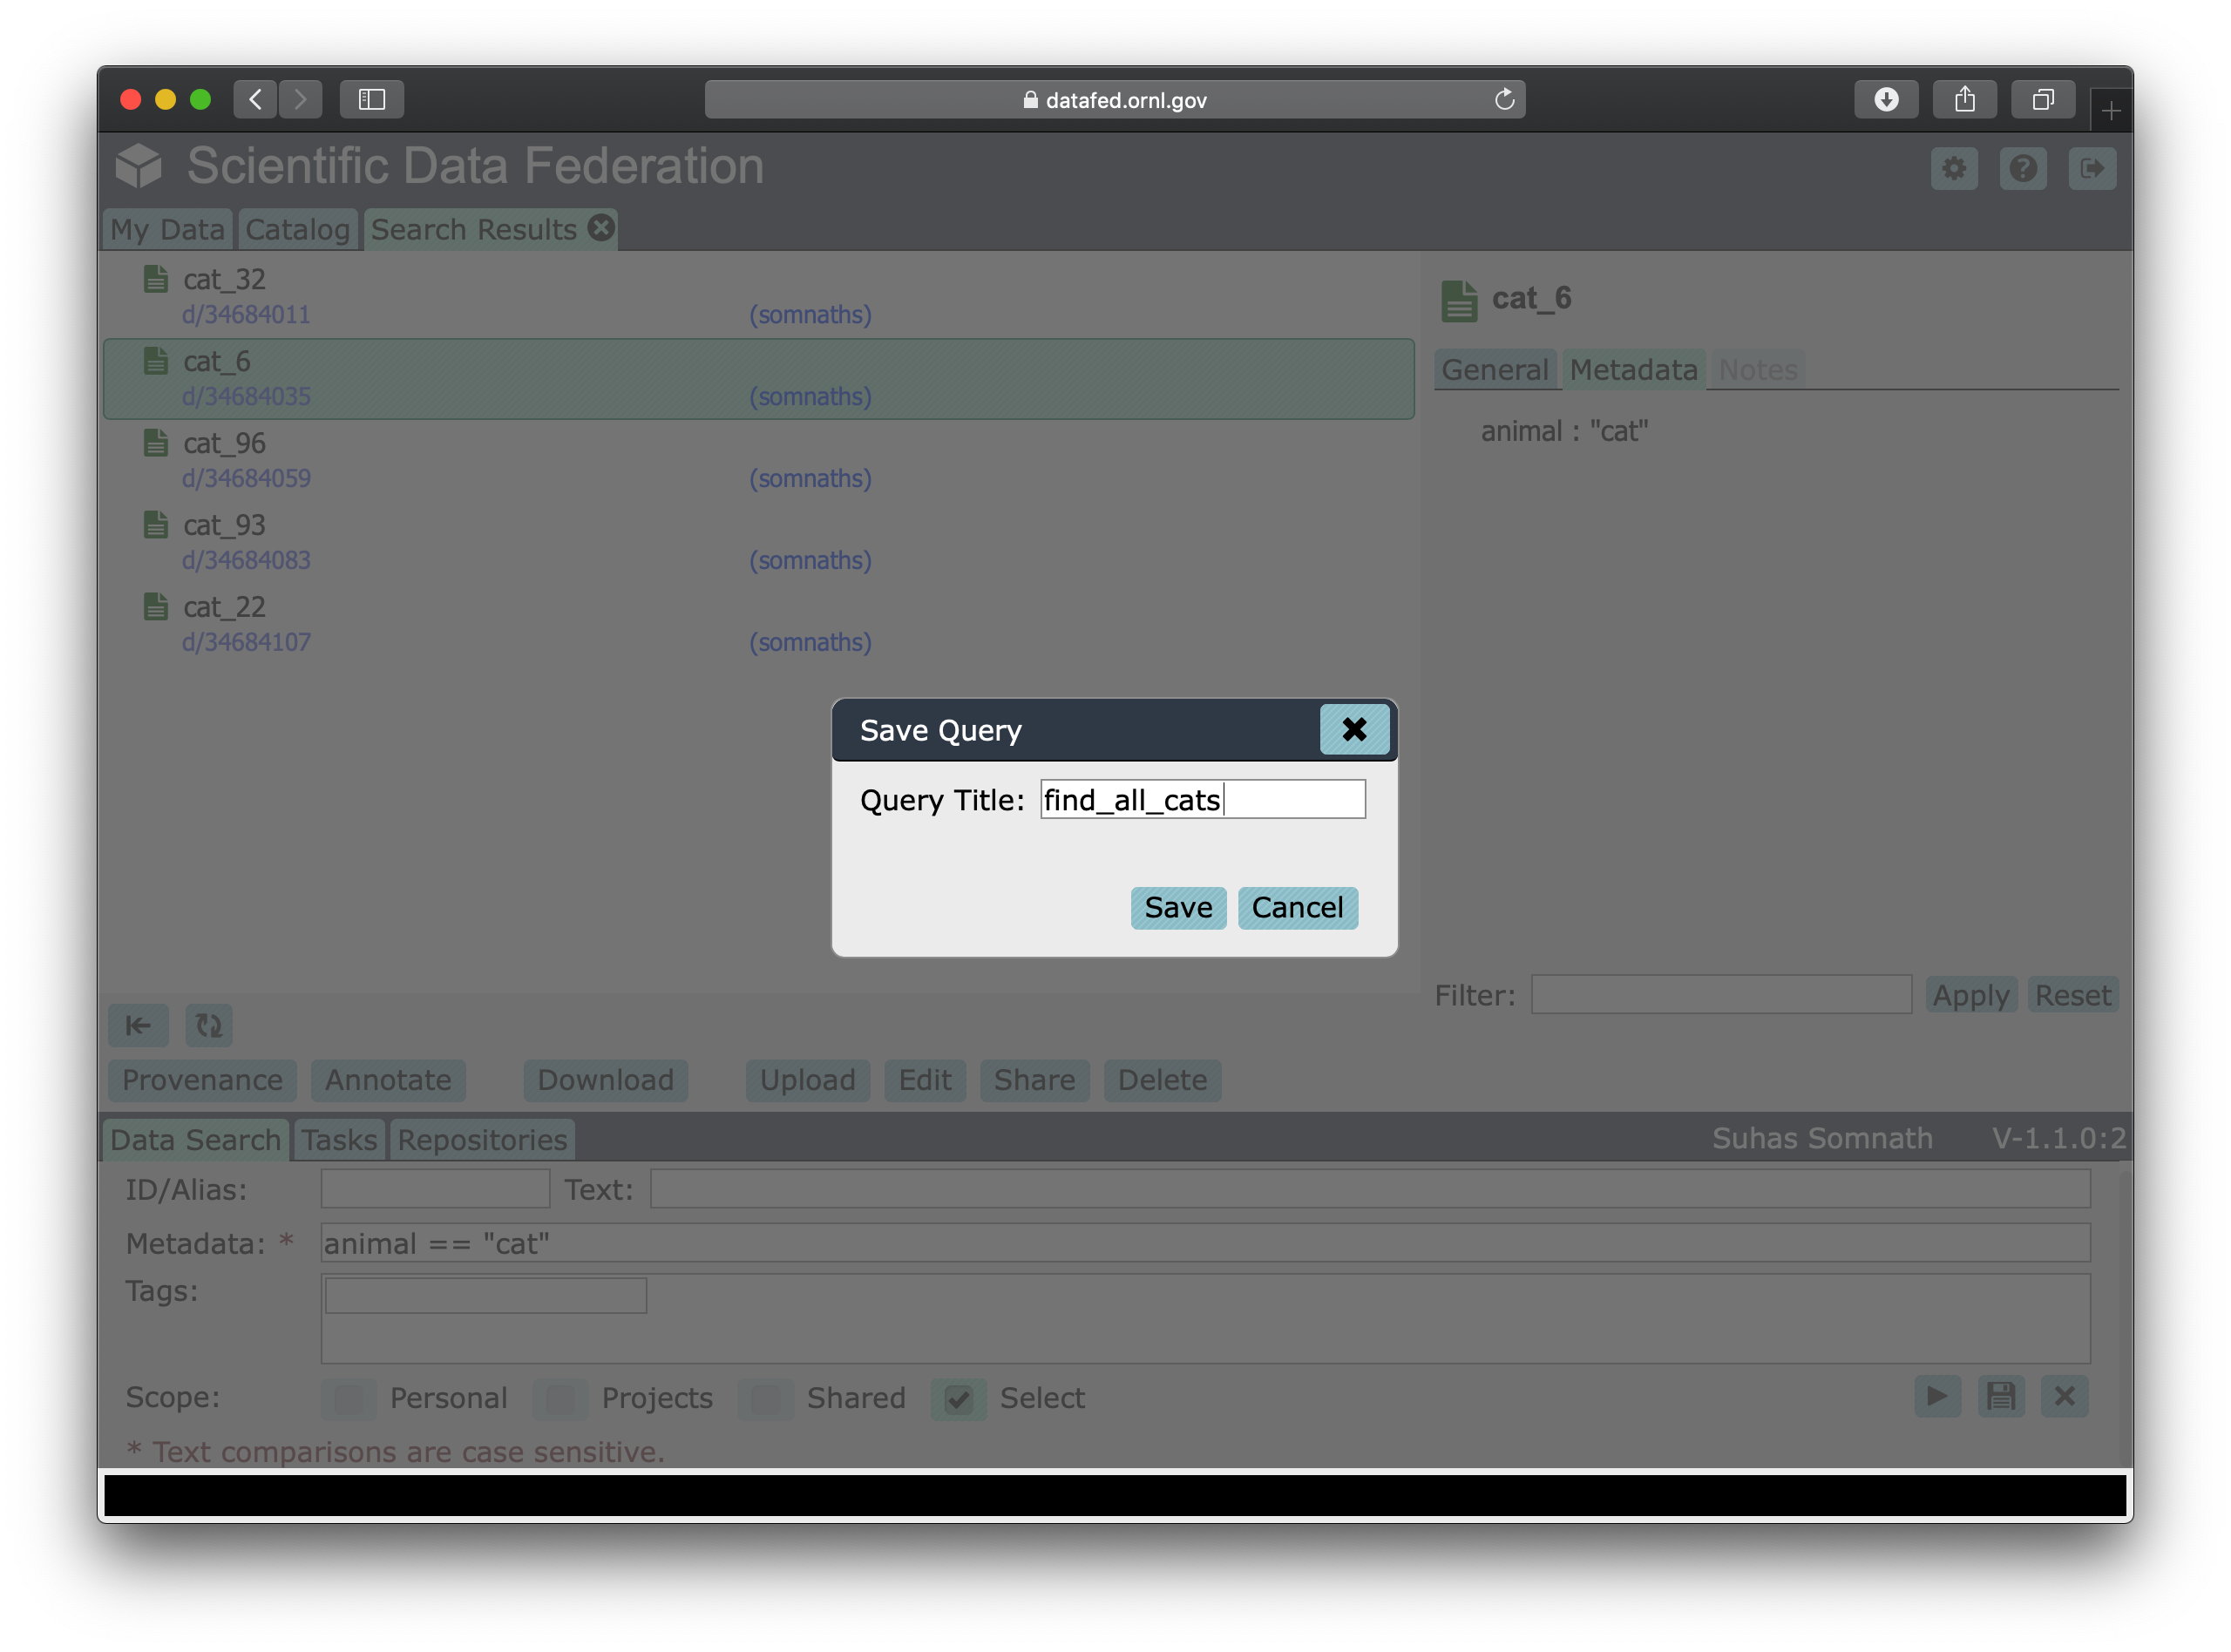 datafed.ornl.gov
Scientific Data Federation
My Data Catalog Search Results
cat_32
d/34684011 (somnaths)
cat_6
d/34684035 (somnaths)
cat_96
d/34684059 (somnaths)
cat_93
d/34684083 (somnaths)
cat_22
d/34684107 (somnaths)
cat_6
General Metadata Notes
animal : "cat"
Save Query
Query Title: find_all_cats
Save Cancel
Filter: Apply Reset
Provenance Annotate Download Upload Edit Share Delete
Data Search Tasks Repositories Suhas Somnath V-1.1.0:2
ID/Alias: Text:
Metadata: * animal == "cat"
Tags:
Scope: Personal Projects Shared Select
* Text comparisons are case sensitive.